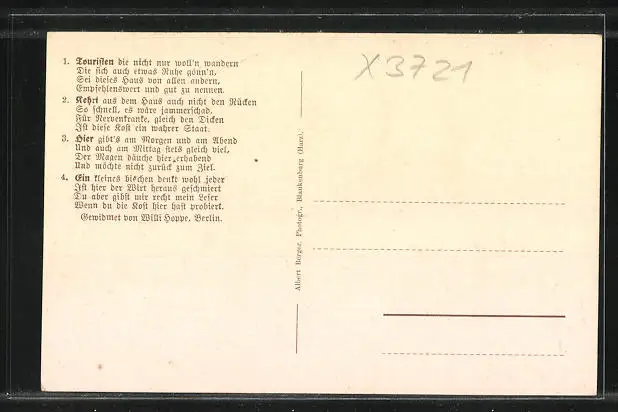 1. Touristen die nicht nur woll'n wandern
Die sich auch etwas Ruhe gönn'n,
Sei dieses Haus von allen andern,
Empfehlenswert und gut zu nennen.
2. Kehrt aus dem Haus auch nicht den Rücken
So schnell, es wäre jammerschad,
Für Nervenkranke, gleich den Dicken
Ist diese Kost ein wahrer Staat.
3. Hier gibt's am Morgen und am Abend
Und auch am Mittag stets gleich viel,
Der Magen däuche hier erhabend
Und möchte nicht zurück zum Ziel.
4. Ein kleines bischen denkt wohl jeder
Ist hier der Wirt heraus geschmiert
Du aber gibst mir recht mein Leser
Wenn du die Kost hier hast probiert.
Gewidmet von Willi Hoppe, Berlin.
Albert Borger, Photogr., Blankenburg (Harz).
X3721